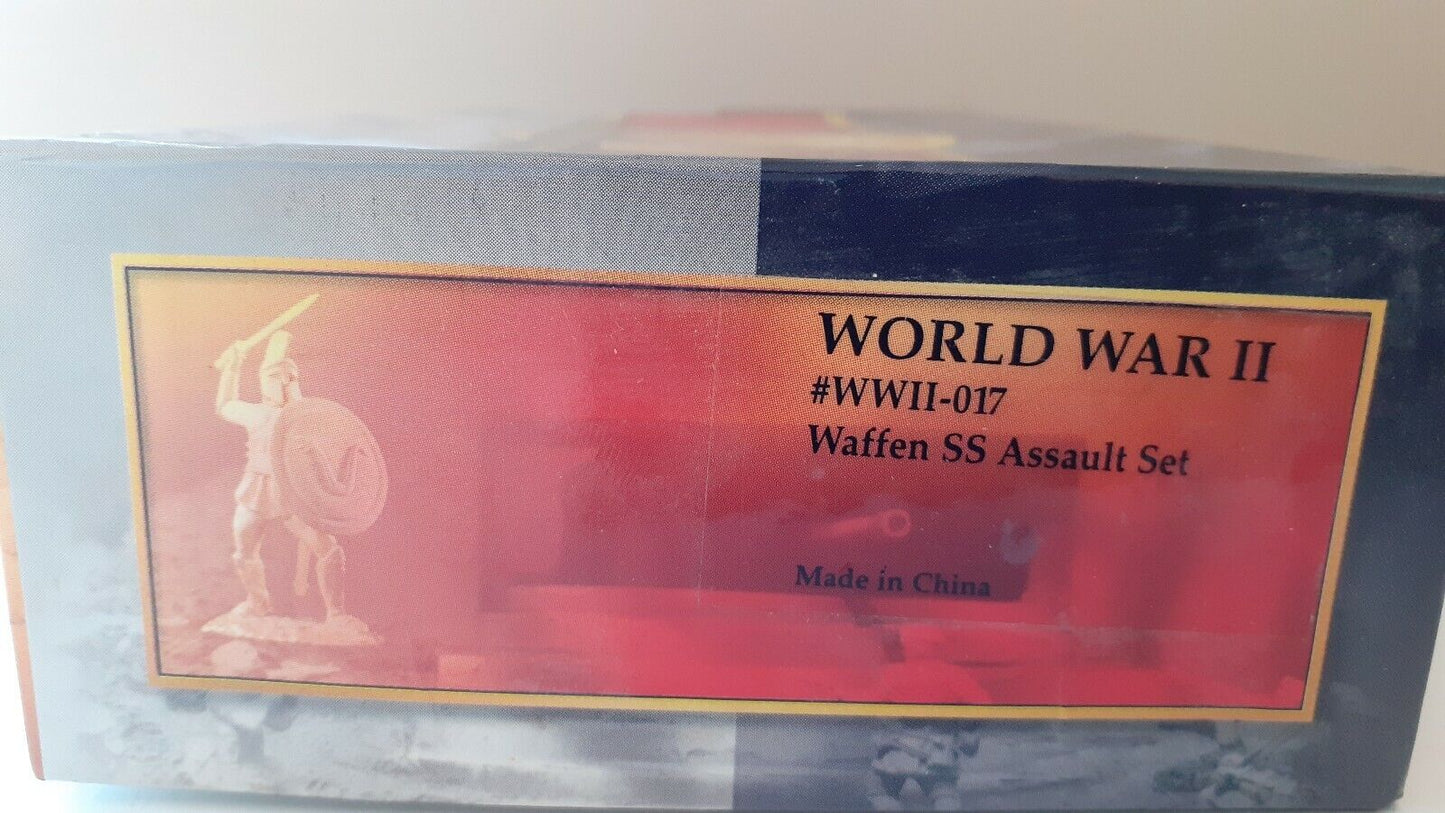 WORLD WAR II
#WWII-017
Waffen SS Assault Set
Made in China